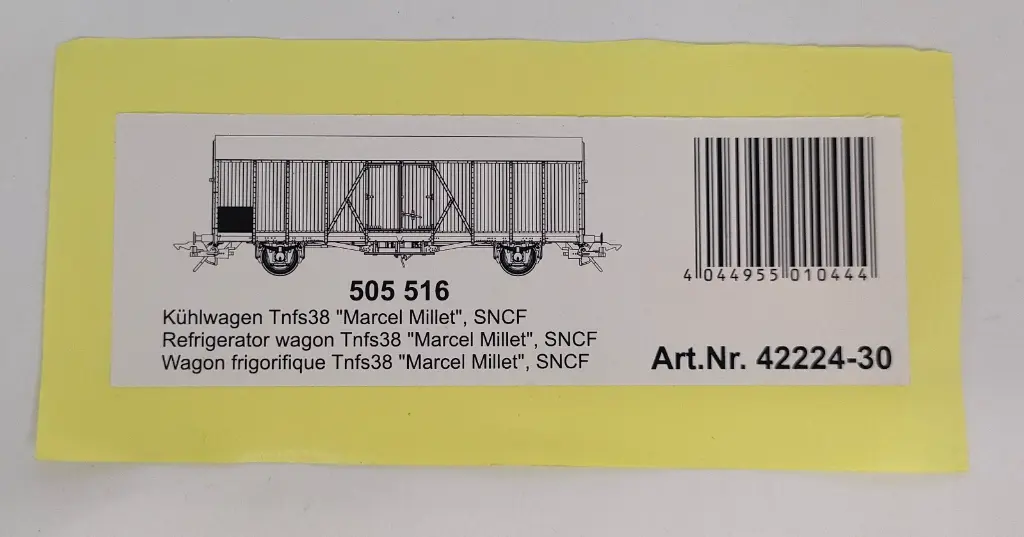 505 516
Kühlwagen Tnfs38 "Marcel Millet", SNCF
Refrigerator wagon Tnfs38 "Marcel Millet", SNCF
Wagon frigorifique Tnfs38 "Marcel Millet", SNCF
4 044955 010444
Art.Nr. 42224-30